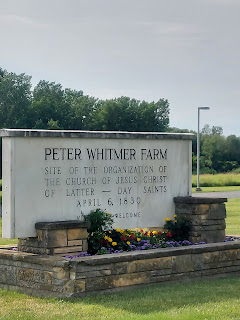 PETER WHITMER FARM
SITE OF THE ORGANIZATION OF
THE CHURCH OF JESUS CHRIST
OF LATTER — DAY SAINTS
APRIL 6, 1830
WELCOME